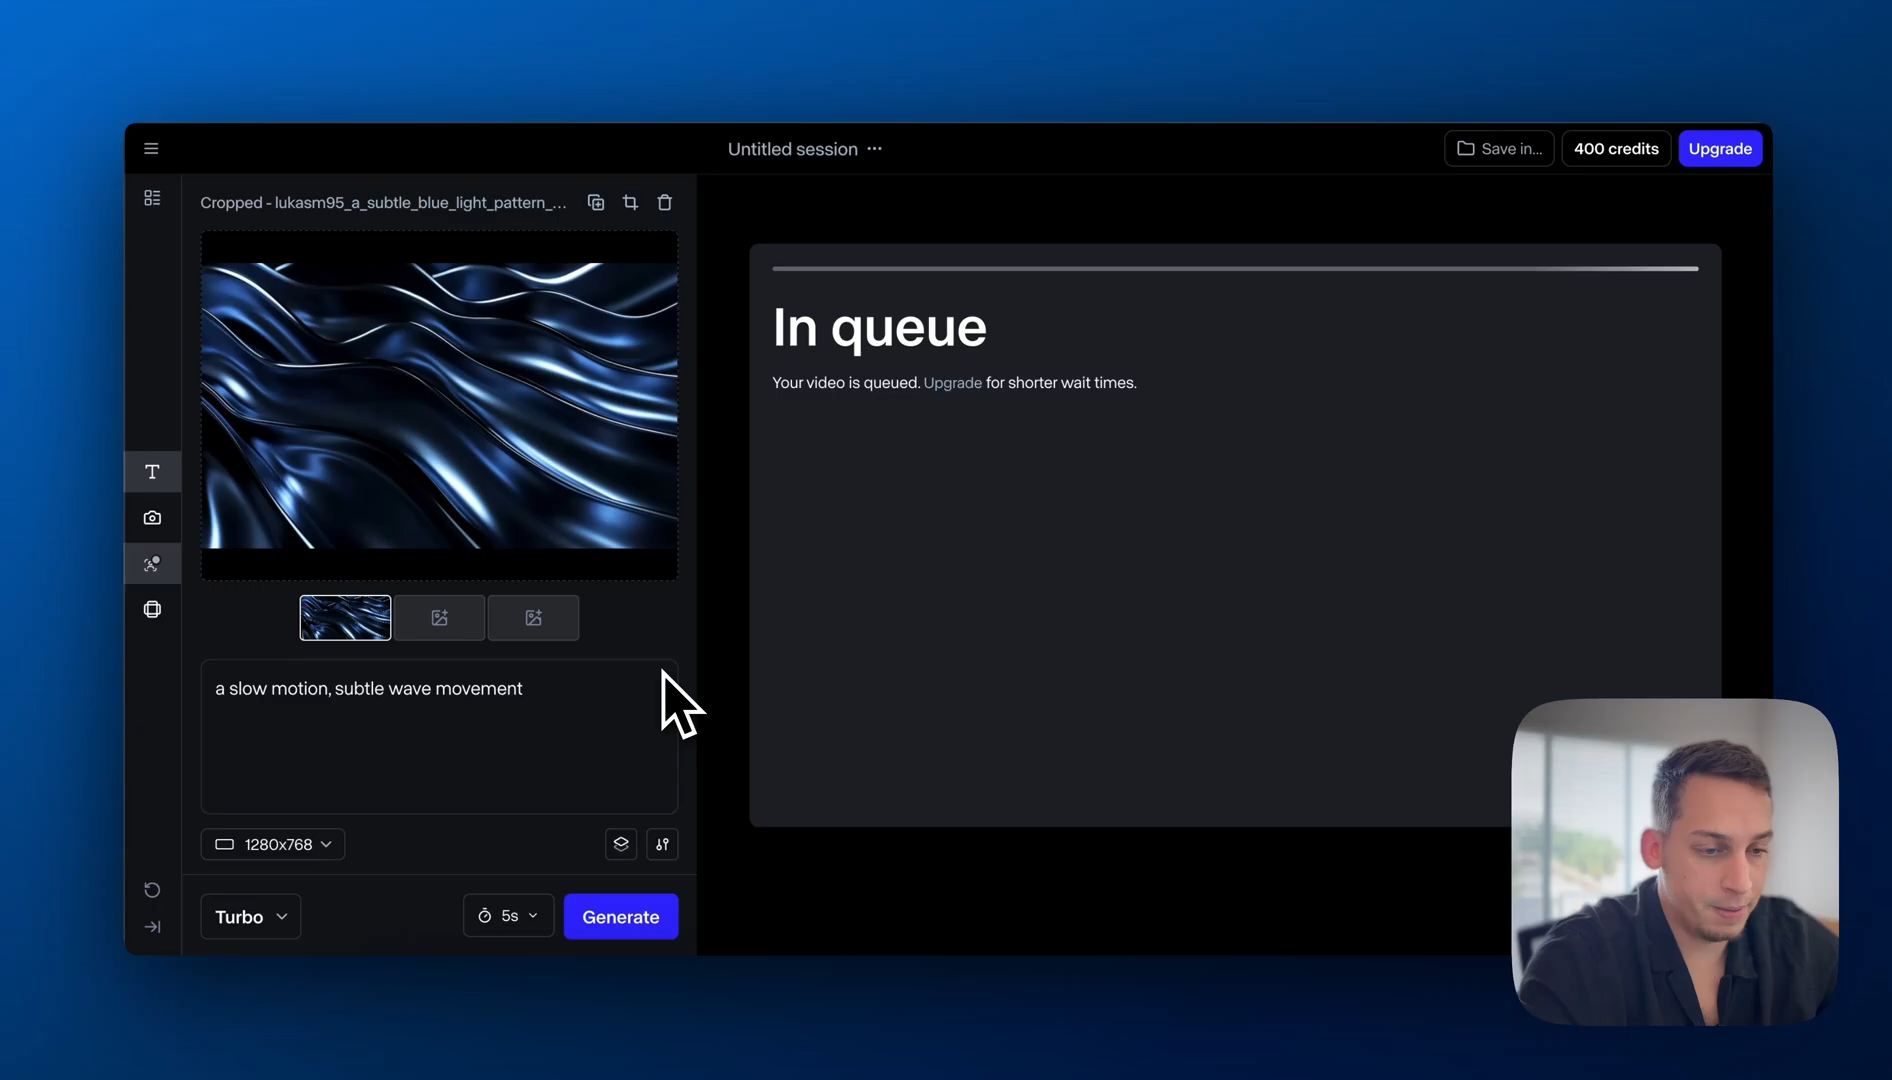 Untitled session ···
Save in...
400 credits
Upgrade
Cropped - lukasm95_a_subtle_blue_light_pattern_...
In queue
Your video is queued. Upgrade for shorter wait times.
T
a slow motion, subtle wave movement
1280x768
Turbo
5s
Generate